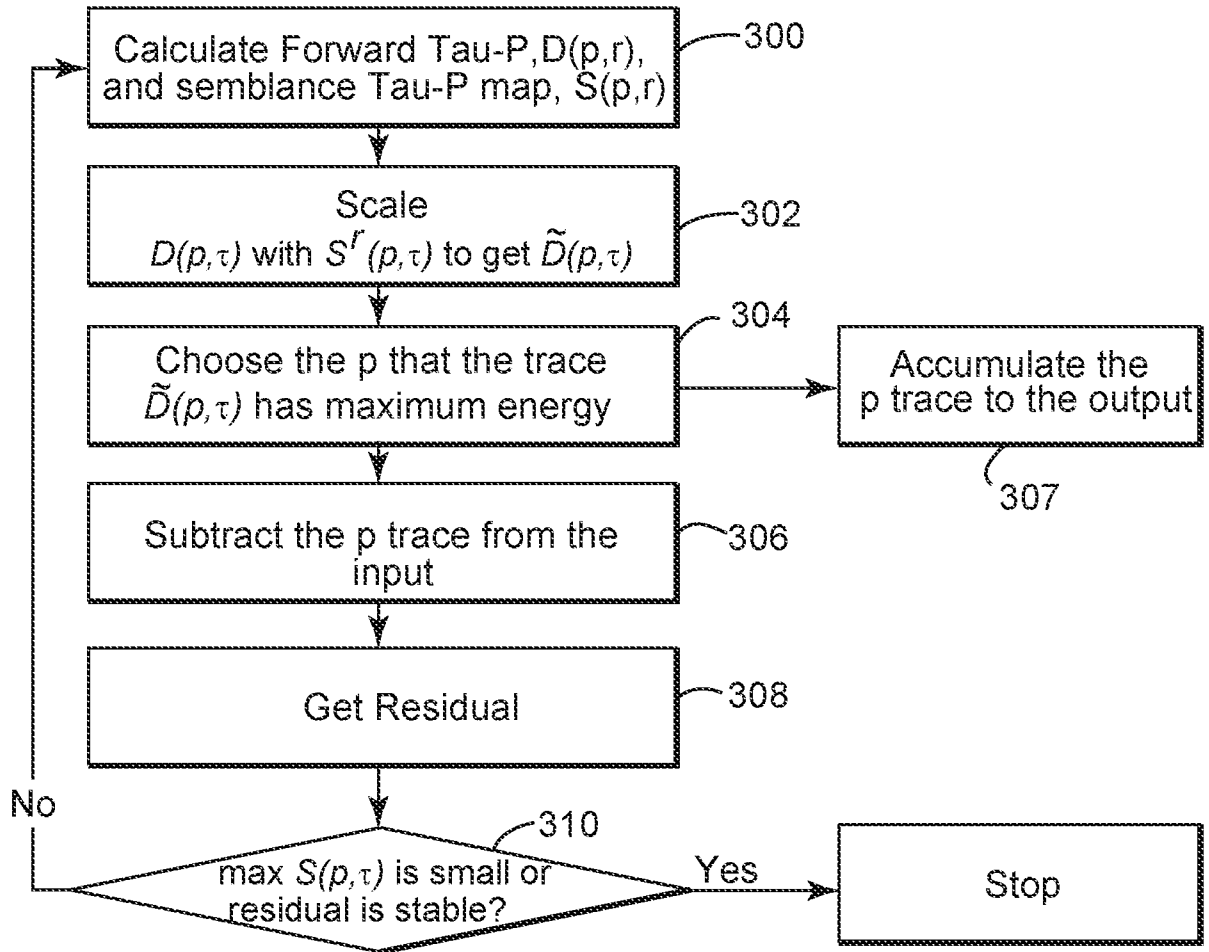 Calculate Forward Tau-P,D(p,r),
and semblance Tau-P map, S(p,r)
300
Scale
D(p,τ) with S^r (p,τ) to get D̃(p,τ)
302
304
Choose the p that the trace
D̃(p,τ) has maximum energy
Accumulate the
p trace to the output
307
Subtract the p trace from the
input
306
Get Residual
308
No
310
max S(p,τ) is small or
residual is stable?
Yes
Stop